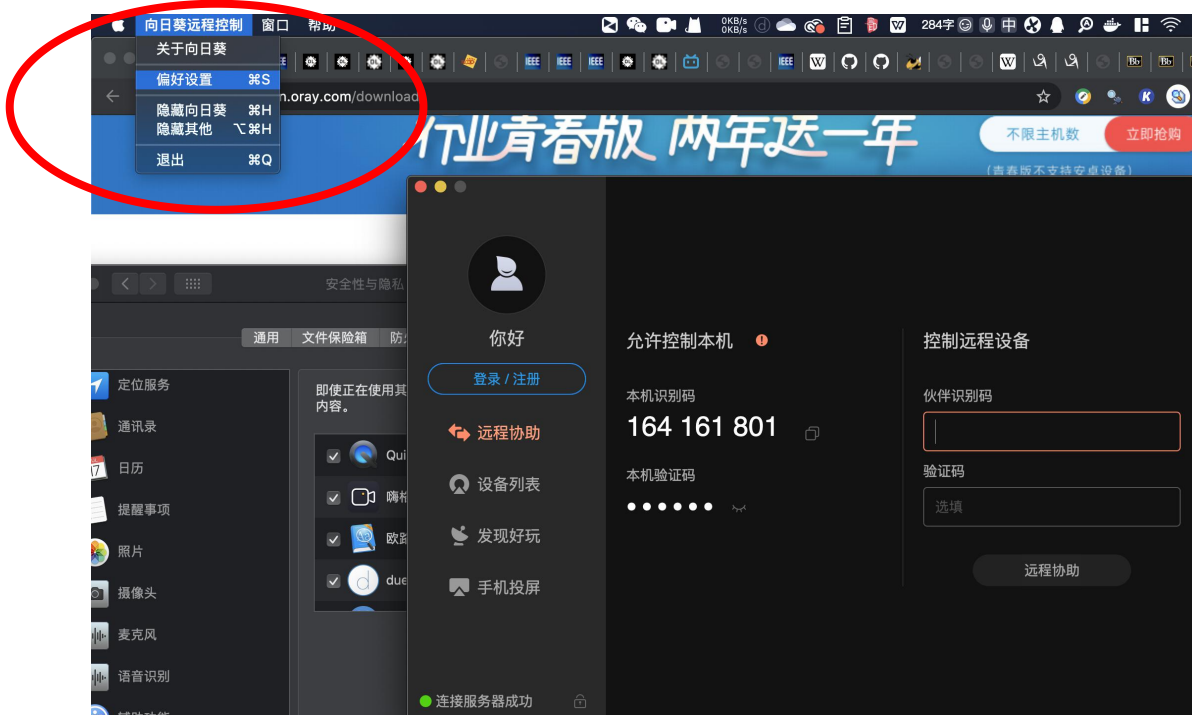 向日葵远程控制 窗口 帮助
0KB/s
0KB/s
284字
中
关于向日葵
偏好设置 ⌘S
隐藏向日葵 ⌘H
隐藏其他 ⌥⌘H
退出 ⌘Q
n.oray.com/download
行业青春版 两年送一年
不限主机数
立即抢购
(青春版不支持安卓设备)
安全性与隐私
通用
文件保险箱
定位服务
通讯录
日历
提醒事项
照片
摄像头
麦克风
语音识别
即使正在使用其
内容。
Qui
due
你好
登录 / 注册
远程协助
设备列表
发现好玩
手机投屏
连接服务器成功
允许控制本机
本机识别码
164 161 801
本机验证码
控制远程设备
伙伴识别码
验证码
选填
远程协助